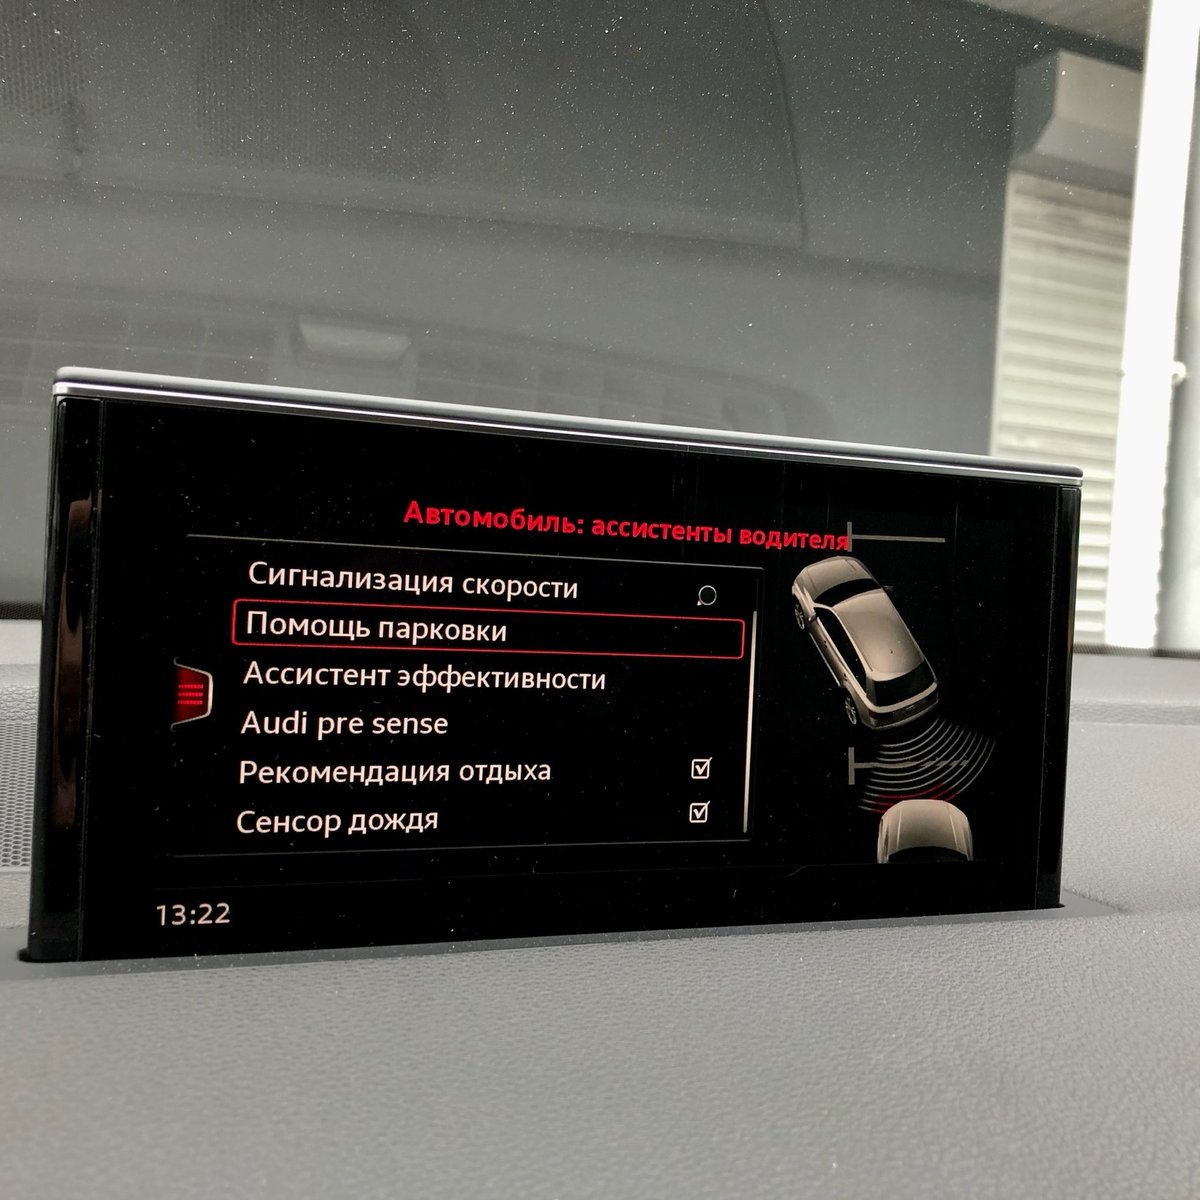 Автомобиль: ассистенты водителя
Сигнализация скорости
Помощь парковки
Ассистент эффективности
Audi pre sense
Рекомендация отдыха
Сенсор дождя
13:22